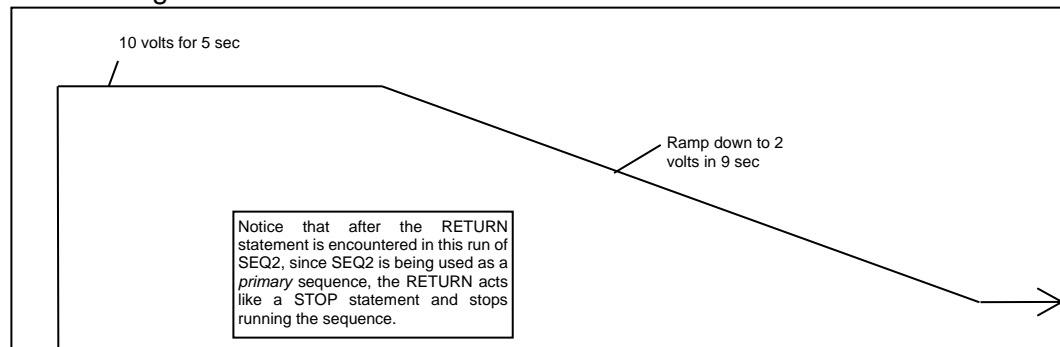 10 volts for 5 sec
Ramp down to 2
volts in 9 sec
Notice that after the RETURN
statement is encountered in this run of
SEQ2, since SEQ2 is being used as a
primary sequence, the RETURN acts
like a STOP statement and stops
running the sequence.